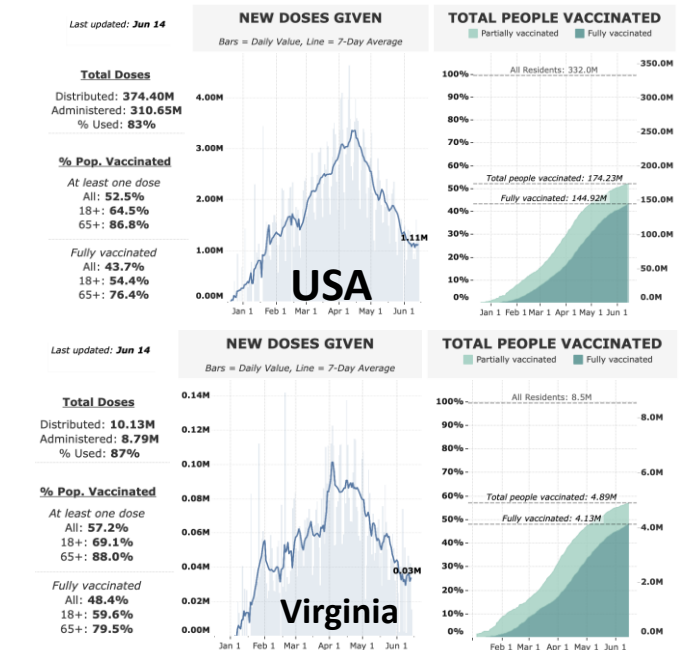 Last updated: Jun 14
Total Doses
Distributed: 374.40M
Administered: 310.65M
% Used: 83%
% Pop. Vaccinated
At least one dose
All: 52.5%
18+: 64.5%
65+: 86.8%
Fully vaccinated
All: 43.7%
18+: 54.4%
65+: 76.4%
NEW DOSES GIVEN
Bars = Daily Value, Line = 7-Day Average
4.00M
3.00M
2.00M
1.00M
0.00M
1.11M
USA
Jan 1 Feb 1 Mar 1 Apr 1 May 1 Jun 1
TOTAL PEOPLE VACCINATED
Partially vaccinated Fully vaccinated
All Residents: 332.0M
Total people vaccinated: 174.23M
Fully vaccinated: 144.92M
100%
90%
80%
70%
60%
50%
40%
30%
20%
10%
0%
350.0M
300.0M
250.0M
200.0M
150.0M
100.0M
50.0M
0.0M
Jan 1 Feb 1 Mar 1 Apr 1 May 1 Jun 1
Last updated: Jun 14
Total Doses
Distributed: 10.13M
Administered: 8.79M
% Used: 87%
% Pop. Vaccinated
At least one dose
All: 57.2%
18+: 69.1%
65+: 88.0%
Fully vaccinated
All: 48.4%
18+: 59.6%
65+: 79.5%
NEW DOSES GIVEN
Bars = Daily Value, Line = 7-Day Average
0.14M
0.12M
0.10M
0.08M
0.06M
0.04M
0.02M
0.00M
0.03M
Virginia
Jan 1 Feb 1 Mar 1 Apr 1 May 1 Jun 1
TOTAL PEOPLE VACCINATED
Partially vaccinated Fully vaccinated
All Residents: 8.5M
Total people vaccinated: 4.89M
Fully vaccinated: 4.13M
100%
90%
80%
70%
60%
50%
40%
30%
20%
10%
0%
8.0M
6.0M
4.0M
2.0M
0.0M
Feb 1 Mar 1 Apr 1 May 1 Jun 1